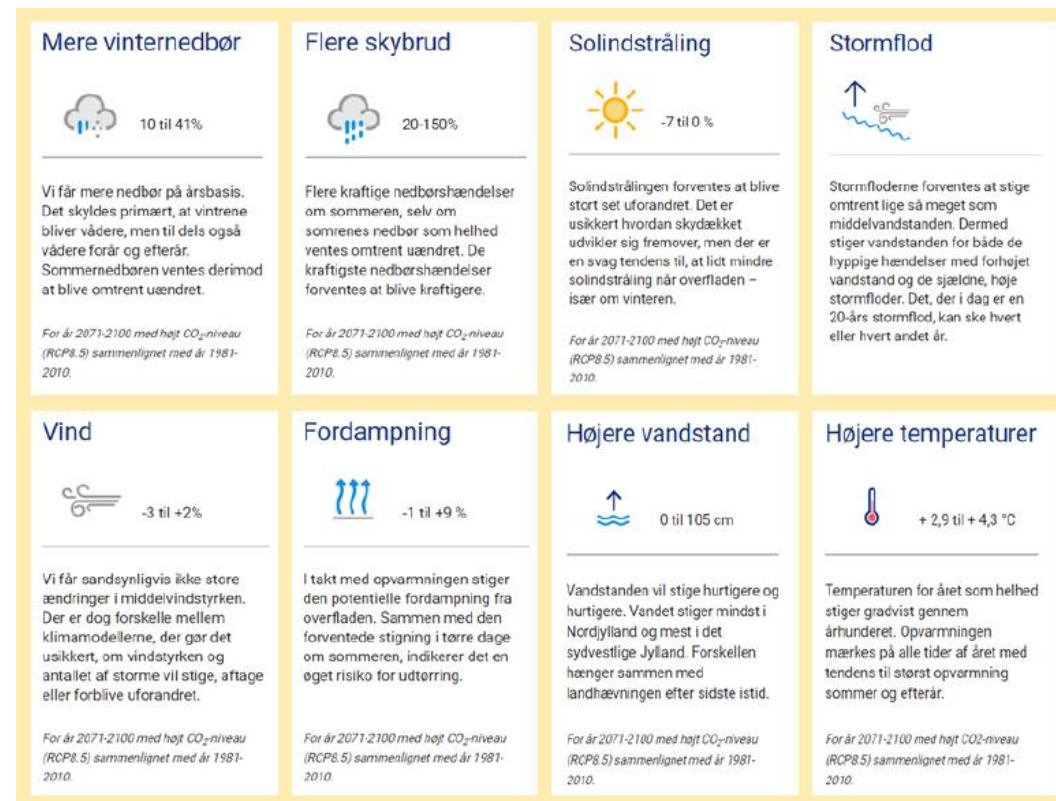 Mere vinternedbør
10 til 41%
Vi får mere nedbør på årsbasis.
Det skyldes primært, at vintrene
bliver vådere, men til dels også
vådere forår og efterår.
Sommernedbøren ventes derimod
at blive omtrent uændret.
For år 2071-2100 med højt CO₂-niveau
(RCP8.5) sammenlignet med år 1981-
2010.
Flere skybrud
20-150%
Flere kraftige nedbørshændelser
om sommeren, selv om
somrenes nedbør som helhed
ventes omtrent uændret. De
kraftigste nedbørshændelser
forventes at blive kraftigere.
For år 2071-2100 med højt CO₂-niveau
(RCP8.5) sammenlignet med år 1981-
2010.
Solindstråling
-7 til 0 %
Solindstrålingen forventes at blive
stort set uforandret. Det er
usikkert hvordan skydækket
udvikler sig fremover, men der er
en svag tendens til, at lidt mindre
solindstråling når overfladen –
især om vinteren.
For år 2071-2100 med højt CO₂-niveau
(RCP8.5) sammenlignet med år 1981-
2010.
Stormflod
Stormfloderne forventes at stige
omtrent lige så meget som
middelvandstanden. Dermed
stiger vandstanden for både de
hyppige hændelser med forhøjet
vandstand og de sjældne, høje
stormfloder. Det, der i dag er en
20-års stormflod, kan ske hvert
eller hvert andet år.
Vind
-3 til +2%
Vi får sandsynligvis ikke store
ændringer i middelvindstyrken.
Der er dog forskelle mellem
klimamodellerne, der gør det
usikkert, om vindstyrken og
antallet af storme vil stige, aftage
eller forblive uforandret.
For år 2071-2100 med højt CO₂-niveau
(RCP8.5) sammenlignet med år 1981-
2010.
Fordampning
-1 til +9 %
I takt med opvarmningen stiger
den potentielle fordampning fra
overfladen. Sammen med den
forventede stigning i tørre dage
om sommeren, indikerer det en
øget risiko for udtørring.
For år 2071-2100 med højt CO₂-niveau
(RCP8.5) sammenlignet med år 1981-
2010.
Højere vandstand
0 til 105 cm
Vandstanden vil stige hurtigere og
hurtigere. Vandet stiger mindst i
Nordjylland og mest i det
sydvestlige Jylland. Forskellen
hænger sammen med
landhævningen efter sidste istid.
For år 2071-2100 med højt CO₂-niveau
(RCP8.5) sammenlignet med år 1981-
2010.
Højere temperaturer
+ 2,9 til + 4,3 °C
Temperaturen for året som helhed
stiger gradvist gennem
århunderet. Opvarmningen
mærkes på alle tider af året med
tendens til størst opvarmning
sommer og efterår.
For år 2071-2100 med højt CO2-niveau
(RCP8.5) sammenlignet med år 1981-
2010.